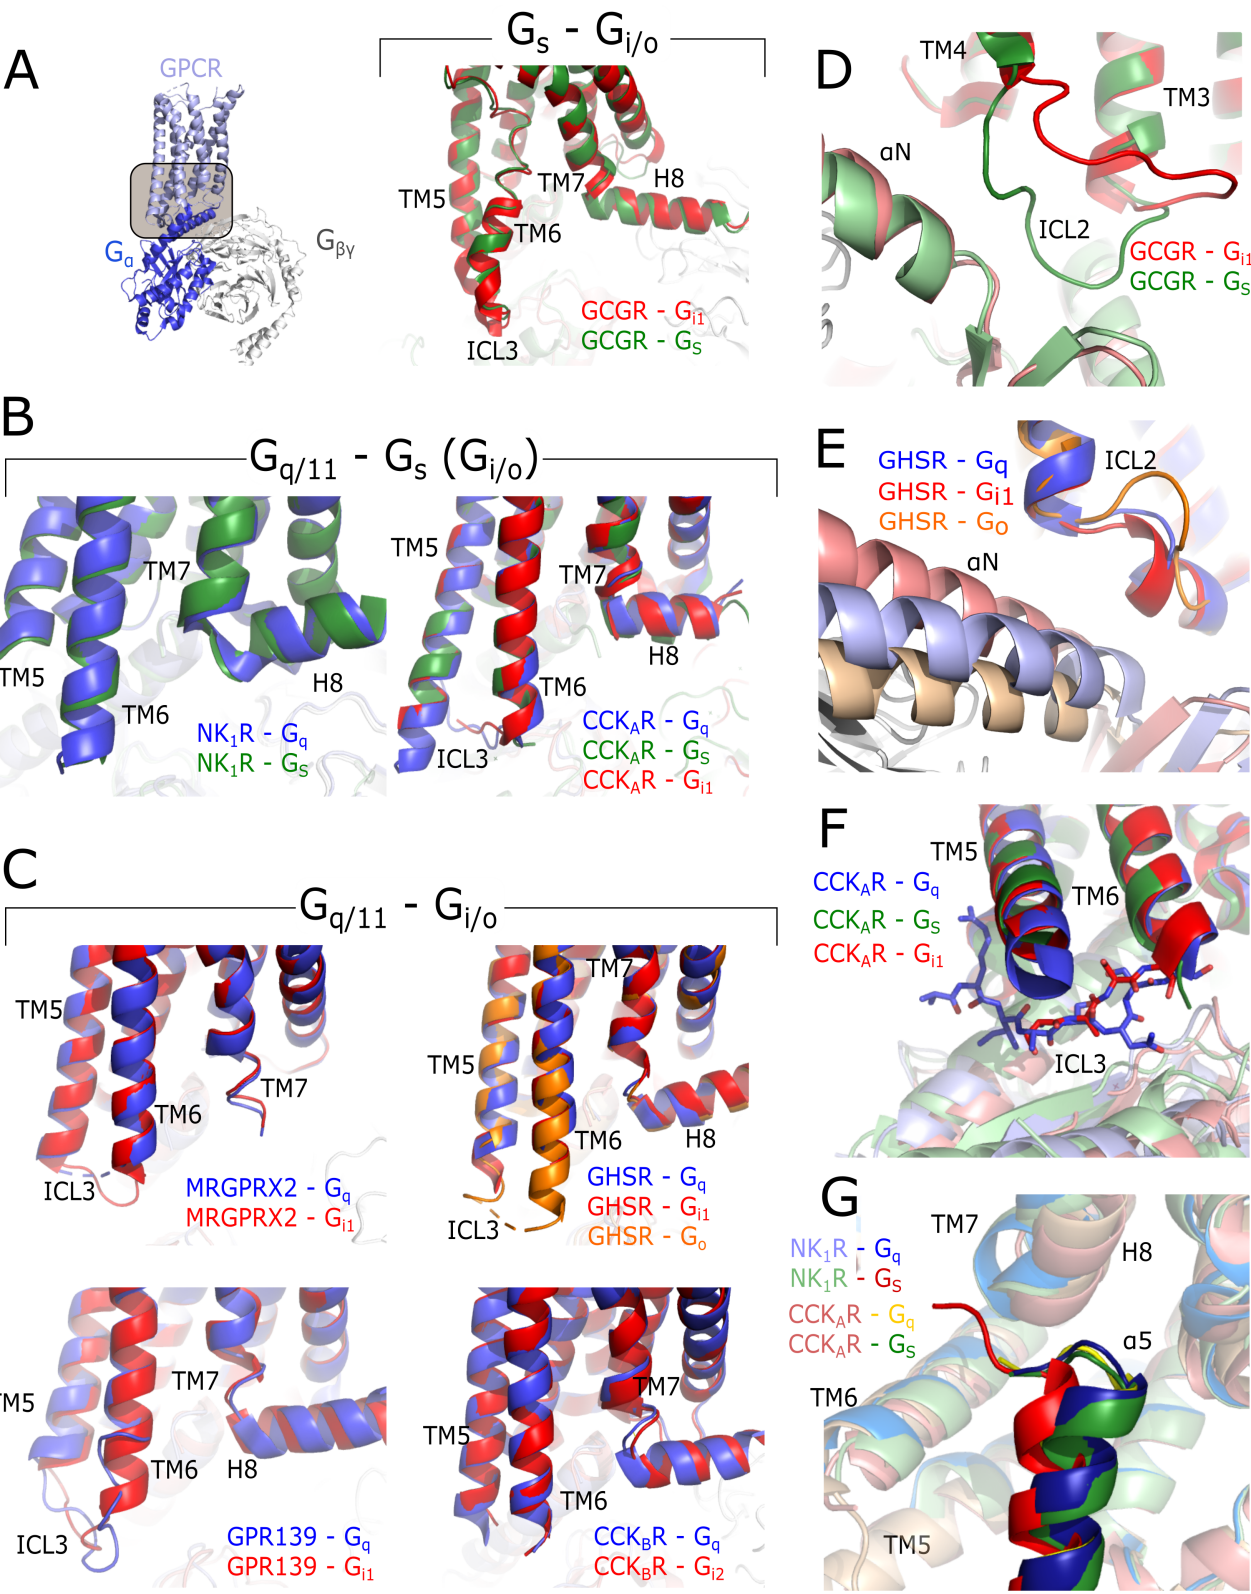 A
GPCR
Gα
Gβγ
Gs - Gi/o
TM5
TM6
TM7
H8
ICL3
GCGR - Gi1
GCGR - GS
B
Gq/11 - Gs (Gi/o)
TM5
TM6
TM7
H8
NK1R - Gq
NK1R - GS
TM5
TM7
TM6
H8
ICL3
CCKAR - Gq
CCKAR - GS
CCKAR - Gi1
C
Gq/11 - Gi/o
TM5
TM6
TM7
ICL3
MRGPRX2 - Gq
MRGPRX2 - Gi1
TM7
TM5
TM6
H8
ICL3
GHSR - Gq
GHSR - Gi1
GHSR - Go
TM5
TM7
TM6
H8
ICL3
GPR139 - Gq
GPR139 - Gi1
TM7
TM5
TM6
CCKBR - Gq
CCKBR - Gi2
D
TM4
TM3
αN
ICL2
GCGR - Gi1
GCGR - GS
E
GHSR - Gq
GHSR - Gi1
GHSR - Go
ICL2
αN
F
TM5
TM6
CCKAR - Gq
CCKAR - GS
CCKAR - Gi1
ICL3
G
TM7
H8
NK1R - Gq
NK1R - GS
CCKAR - Gq
CCKAR - GS
α5
TM6
TM5